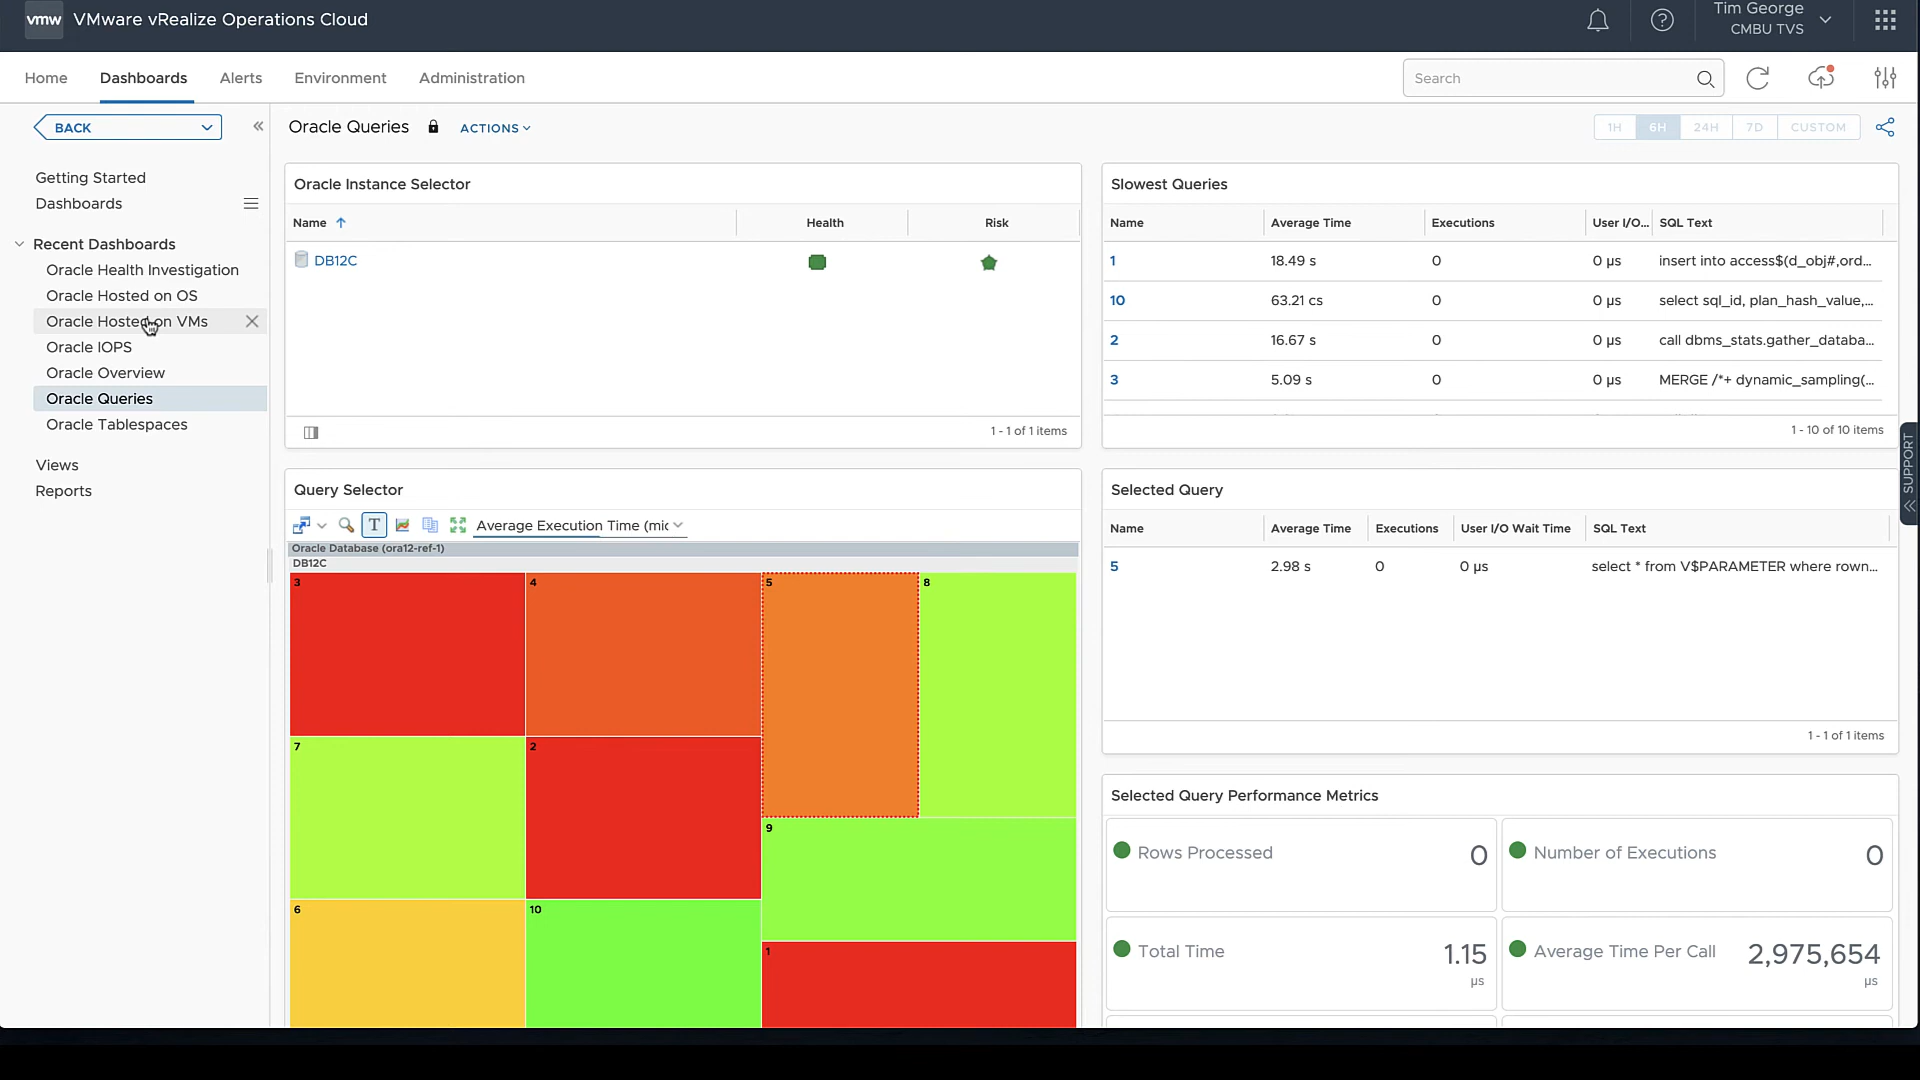 vmw VMware vRealize Operations Cloud
Tim George
CMBU TVS
Home Dashboards Alerts Environment Administration
Search
BACK
Oracle Queries ACTIONS
1H 6H 24H 7D CUSTOM
Getting Started
Dashboards
Recent Dashboards
Oracle Health Investigation
Oracle Hosted on OS
Oracle Hosted on VMs
Oracle IOPS
Oracle Overview
Oracle Queries
Oracle Tablespaces
Views
Reports
Oracle Instance Selector
Name Health Risk
DB12C
1 - 1 of 1 items
Slowest Queries
Name Average Time Executions User I/O... SQL Text
1 18.49 s 0 0 µs insert into access$(d_obj#,ord...
10 63.21 cs 0 0 µs select sql_id, plan_hash_value,...
2 16.67 s 0 0 µs call dbms_stats.gather_databa...
3 5.09 s 0 0 µs MERGE /*+ dynamic_sampling(...
1 - 10 of 10 items
SUPPORT
Query Selector
T Average Execution Time (mic
Oracle Database (ora12-ref-1)
DB12C
3 4 5 8
7 2
9
6 10
1
Selected Query
Name Average Time Executions User I/O Wait Time SQL Text
5 2.98 s 0 0 µs select * from V$PARAMETER where rown...
1 - 1 of 1 items
Selected Query Performance Metrics
Rows Processed 0
Number of Executions 0
Total Time 1.15
µs
Average Time Per Call 2,975,654
µs